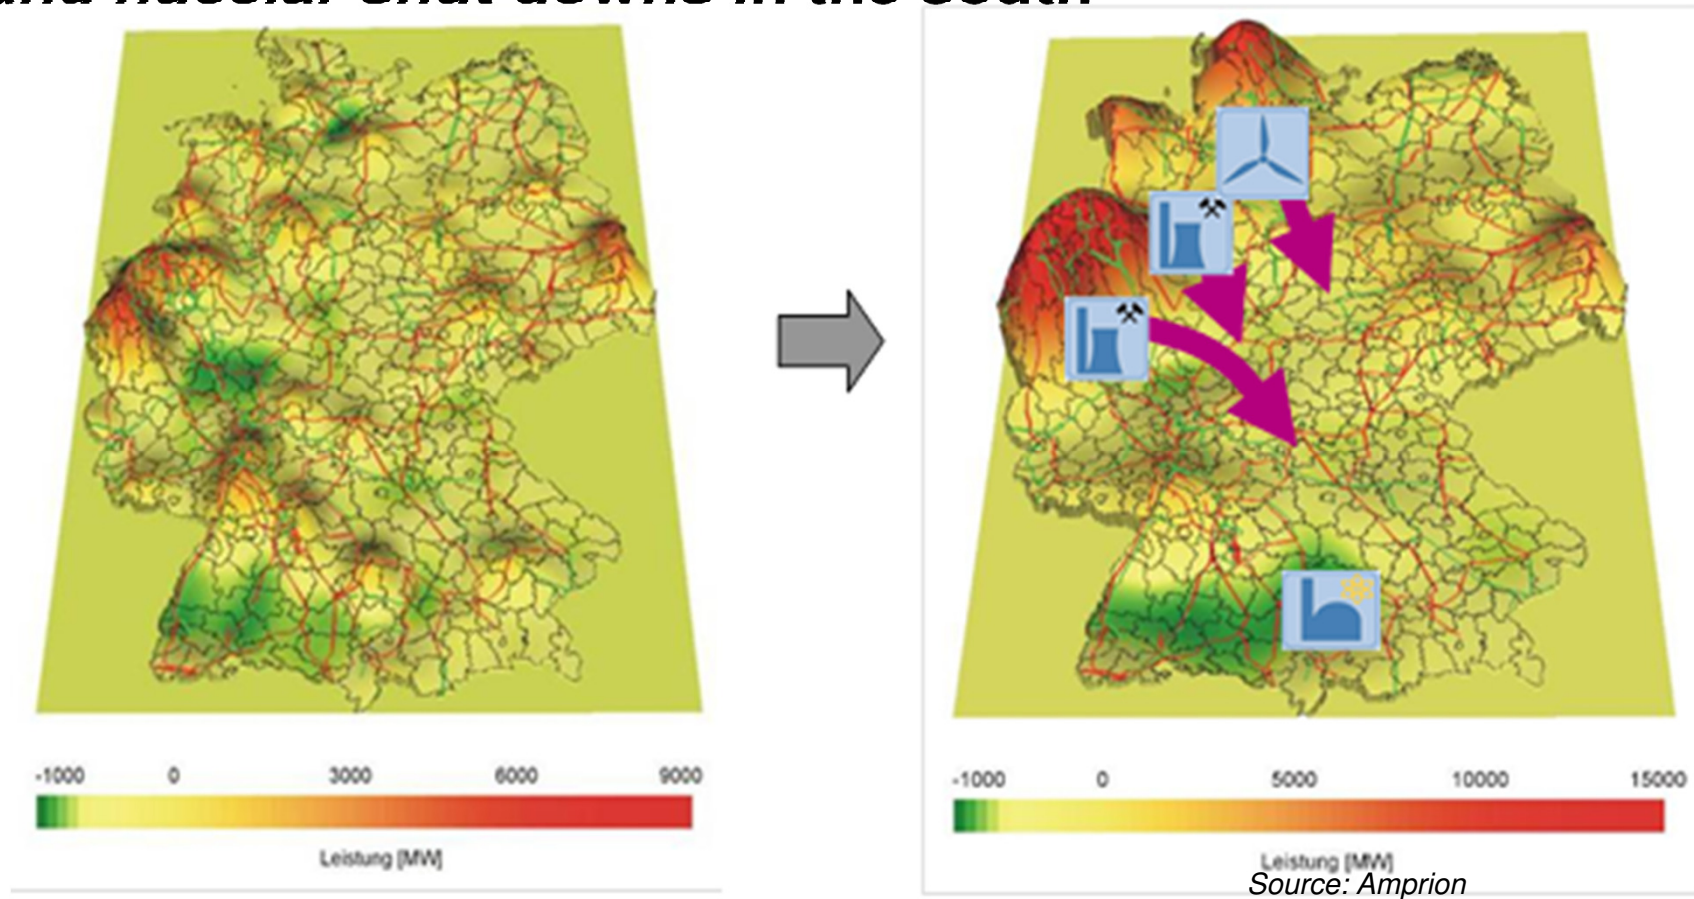 and nuclear shut-downs in the south
-1000 0 3000 6000 9000
Leistung [MW]
-1000 0 5000 10000 15000
Leistung [MW]
Source: Amprion